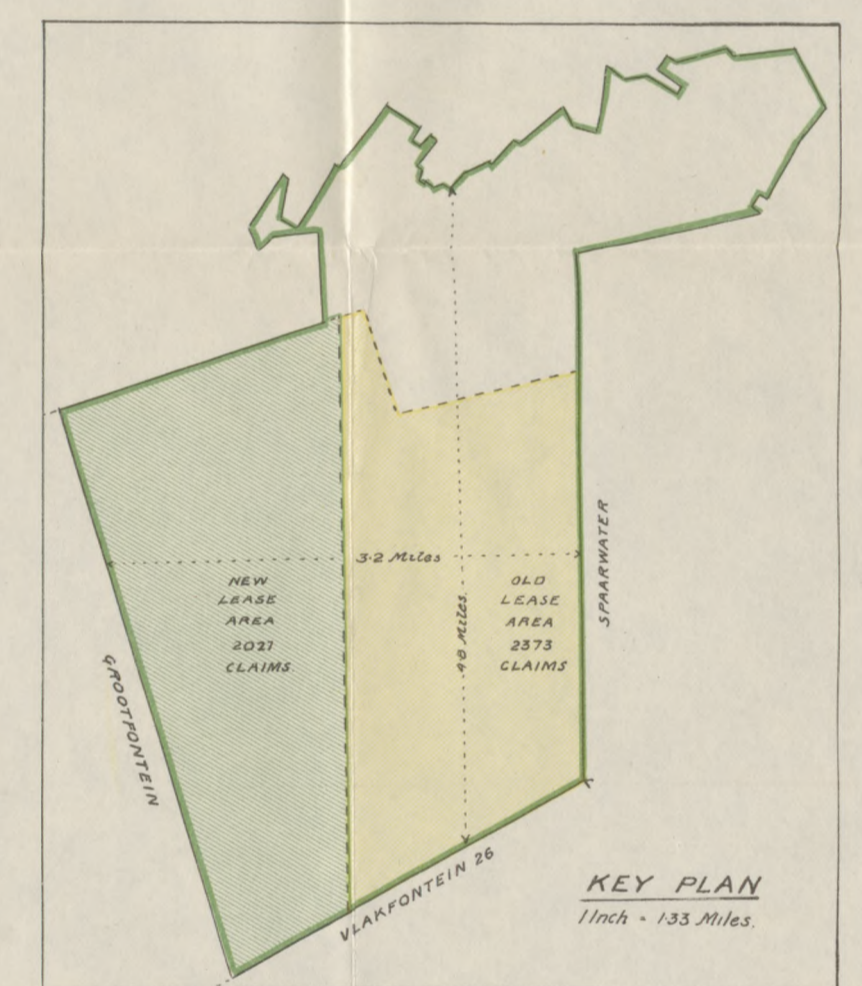 3·2 Miles
NEW
LEASE
AREA
2027
CLAIMS
OLD
LEASE
AREA
2373
CLAIMS
4·8 Miles.
SPAARWATER
GROOTFONTEIN
VLAKFONTEIN 26
KEY PLAN
1 Inch = 1·33 Miles.